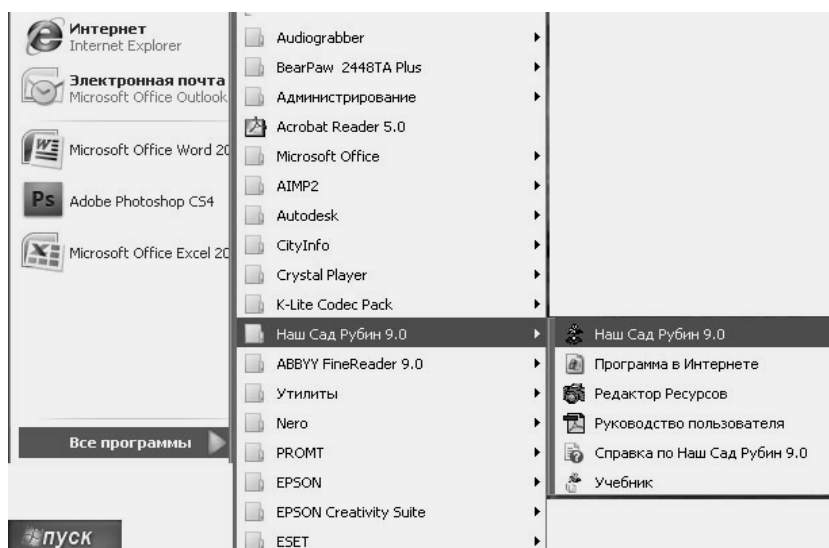 Интернет
Internet Explorer
Электронная почта
Microsoft Office Outlook
Microsoft Office Word 20
Ps
Adobe Photoshop CS4
Microsoft Office Excel 20
Все программы
пуск
Audiograbber
BearPaw 2448TA Plus
Администрирование
Acrobat Reader 5.0
Microsoft Office
AIMP2
Autodesk
CityInfo
Crystal Player
K-Lite Codec Pack
Наш Сад Рубин 9.0
ABBYY FineReader 9.0
Утилиты
Nero
PROMT
EPSON
EPSON Creativity Suite
ESET
Наш Сад Рубин 9.0
Программа в Интернете
Редактор Ресурсов
Руководство пользователя
Справка по Наш Сад Рубин 9.0
Учебник